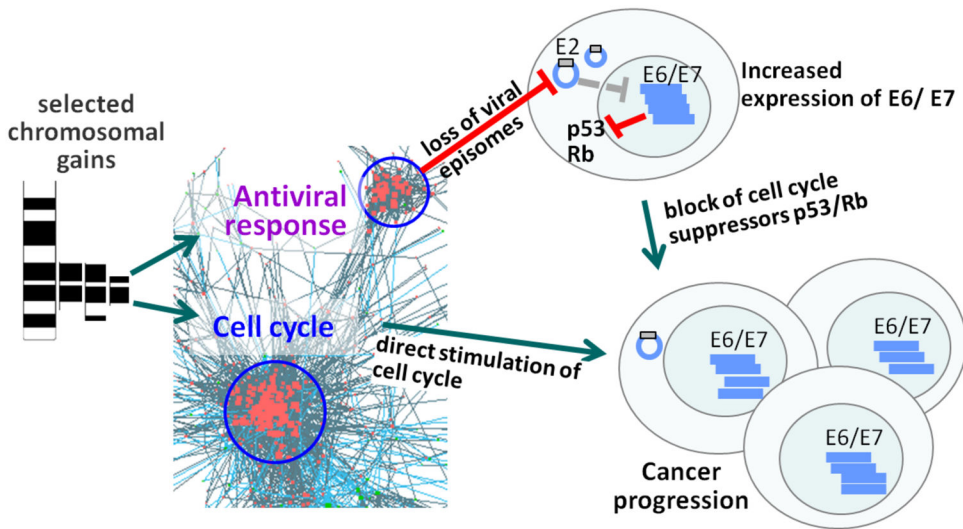 selected
chromosomal
gains
Antiviral
response
Cell cycle
loss of viral
episomes
E2
E6/E7
p53
Rb
Increased
expression of E6/ E7
block of cell cycle
suppressors p53/Rb
direct stimulation of
cell cycle
E6/E7
E6/E7
E6/E7
Cancer
progression